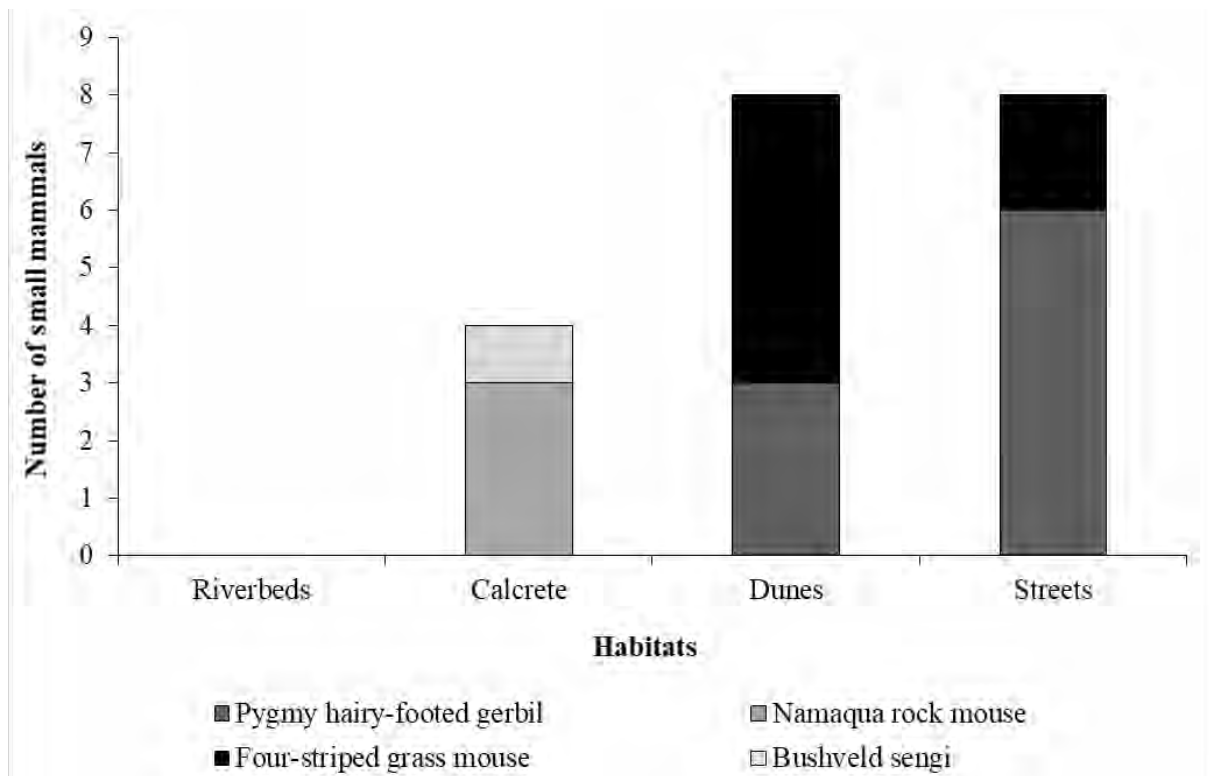 Number of small mammals
9
8
7
6
5
4
3
2
1
0
Riverbeds Calcrete Dunes Streets
Habitats
Pygmy hairy-footed gerbil Namaqua rock mouse
Four-striped grass mouse Bushveld sengi